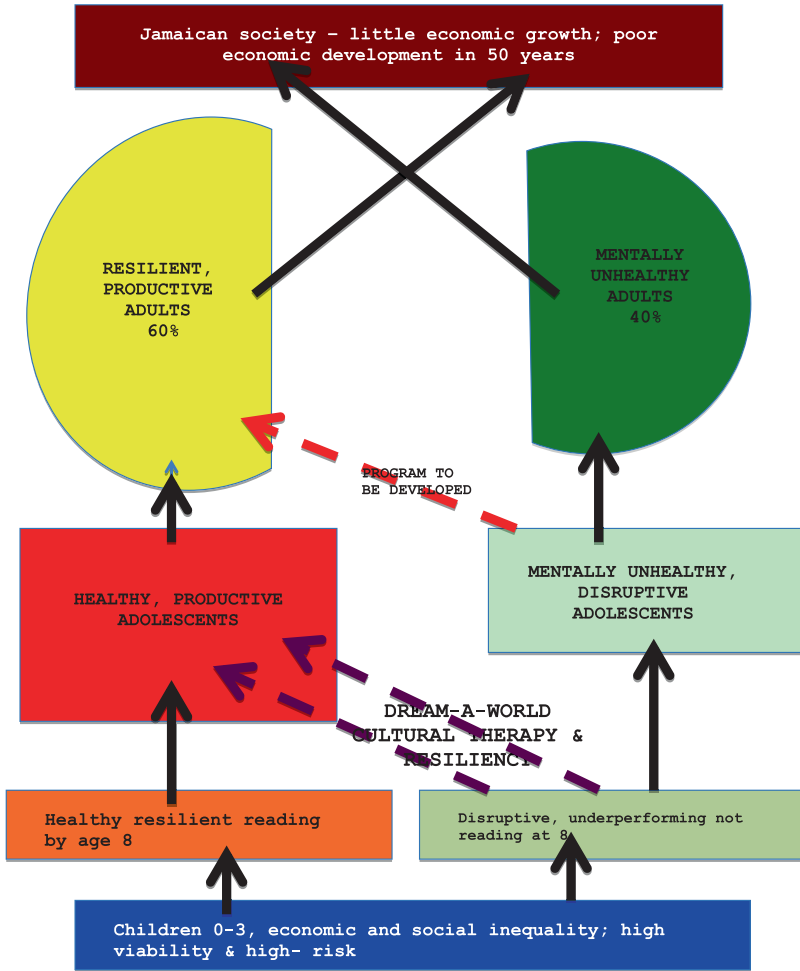 Jamaican society – little economic growth; poor
economic development in 50 years
RESILIENT,
PRODUCTIVE
ADULTS
60%
MENTALLY
UNHEALTHY
ADULTS
40%
PROGRAM TO
BE DEVELOPED
HEALTHY, PRODUCTIVE
ADOLESCENTS
MENTALLY UNHEALTHY,
DISRUPTIVE
ADOLESCENTS
DREAM-A-WORLD
CULTURAL THERAPY &
RESILIENCY
Healthy resilient reading
by age 8
Disruptive, underperforming not
reading at 8
Children 0-3, economic and social inequality; high
viability & high- risk